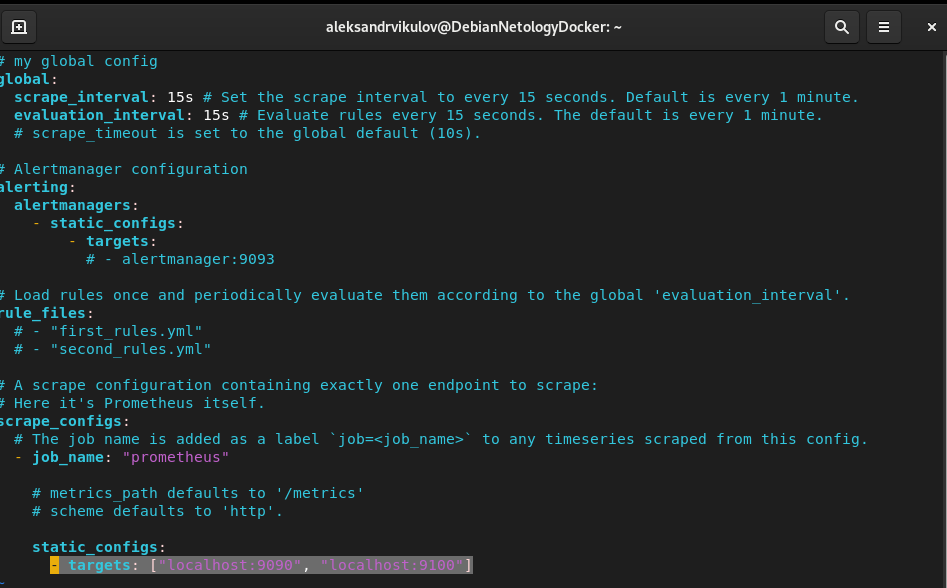 aleksandrvikulov@DebianNetologyDocker: ~
# my global config
global:
  scrape_interval: 15s # Set the scrape interval to every 15 seconds. Default is every 1 minute.
  evaluation_interval: 15s # Evaluate rules every 15 seconds. The default is every 1 minute.
  # scrape_timeout is set to the global default (10s).

# Alertmanager configuration
alerting:
  alertmanagers:
    - static_configs:
        - targets:
          # - alertmanager:9093

# Load rules once and periodically evaluate them according to the global 'evaluation_interval'.
rule_files:
  # - "first_rules.yml"
  # - "second_rules.yml"

# A scrape configuration containing exactly one endpoint to scrape:
# Here it's Prometheus itself.
scrape_configs:
  # The job name is added as a label `job=<job_name>` to any timeseries scraped from this config.
  - job_name: "prometheus"

    # metrics_path defaults to '/metrics'
    # scheme defaults to 'http'.

    static_configs:
      - targets: ["localhost:9090", "localhost:9100"]
~